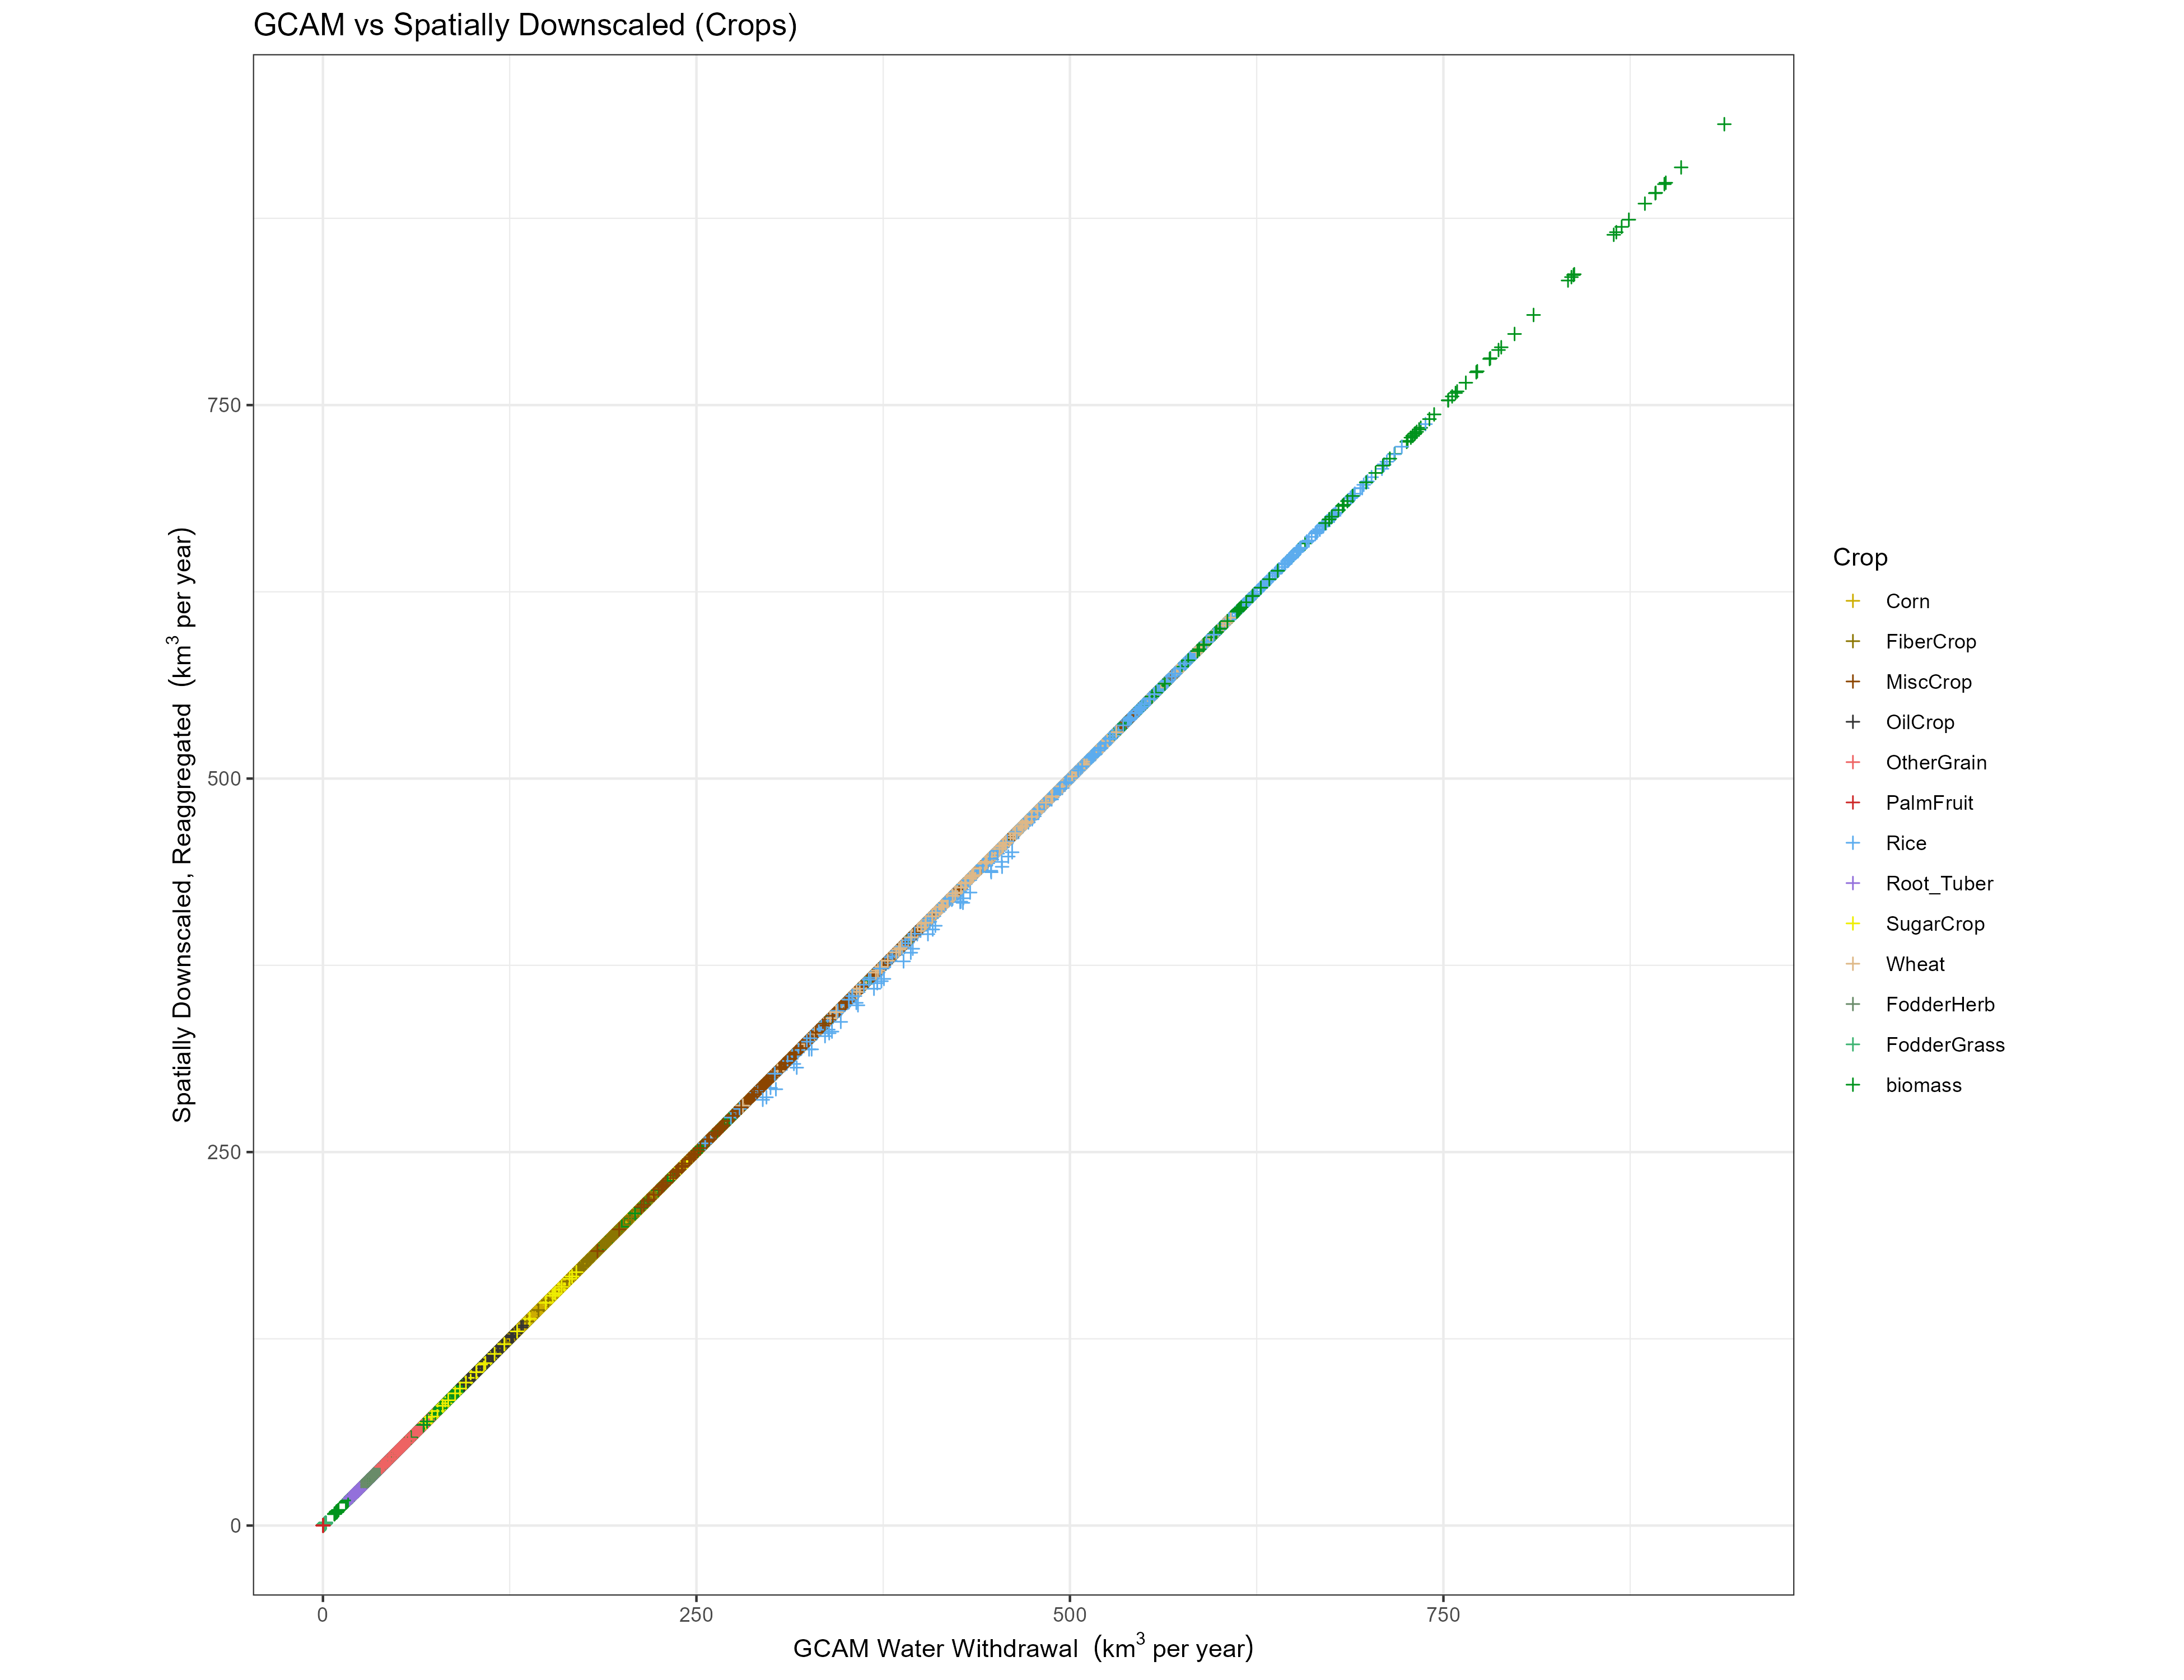 GCAM vs Spatially Downscaled (Crops)
Spatially Downscaled, Reaggregated (km³ per year)
750
500
250
0
0
250
500
750
GCAM Water Withdrawal (km³ per year)
Crop
Corn
FiberCrop
MiscCrop
OilCrop
OtherGrain
PalmFruit
Rice
Root_Tuber
SugarCrop
Wheat
FodderHerb
FodderGrass
biomass